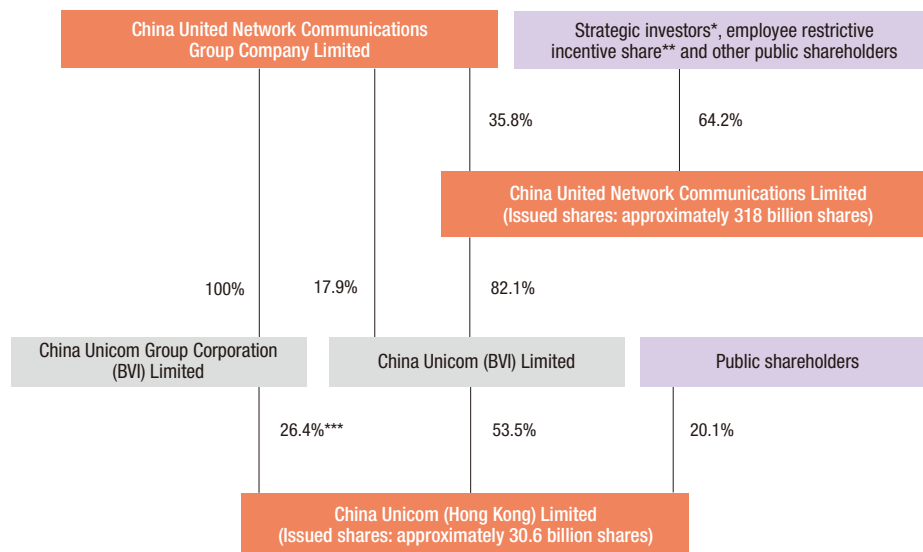 China United Network Communications
Group Company Limited
Strategic investors*, employee restrictive
incentive share** and other public shareholders
35.8%
64.2%
China United Network Communications Limited
(Issued shares: approximately 318 billion shares)
100%
17.9%
82.1%
China Unicom Group Corporation
(BVI) Limited
China Unicom (BVI) Limited
Public shareholders
26.4%***
53.5%
20.1%
China Unicom (Hong Kong) Limited
(Issued shares: approximately 30.6 billion shares)